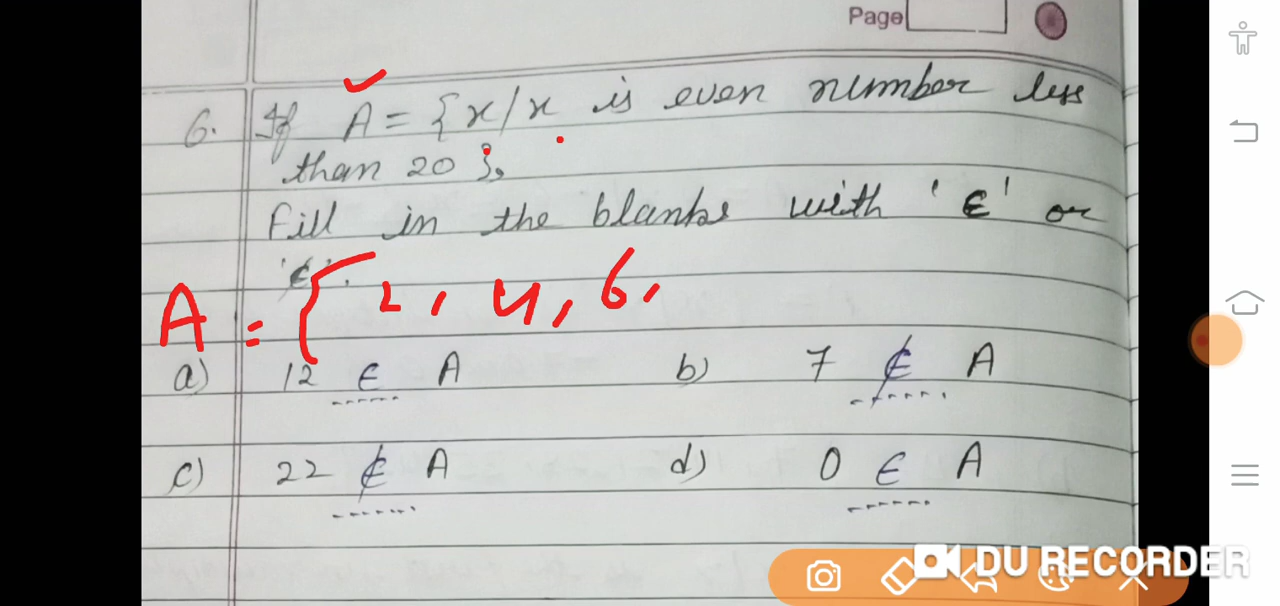 Page
6. If A = {x/x is even number less
than 20 }.
Fill in the blanks with '∈' or
'∉'.
A = { 2, 4, 6,
a) 12 ∈ A b) 7 ∉ A
c) 22 ∉ A d) 0 ∈ A
DU RECORDER